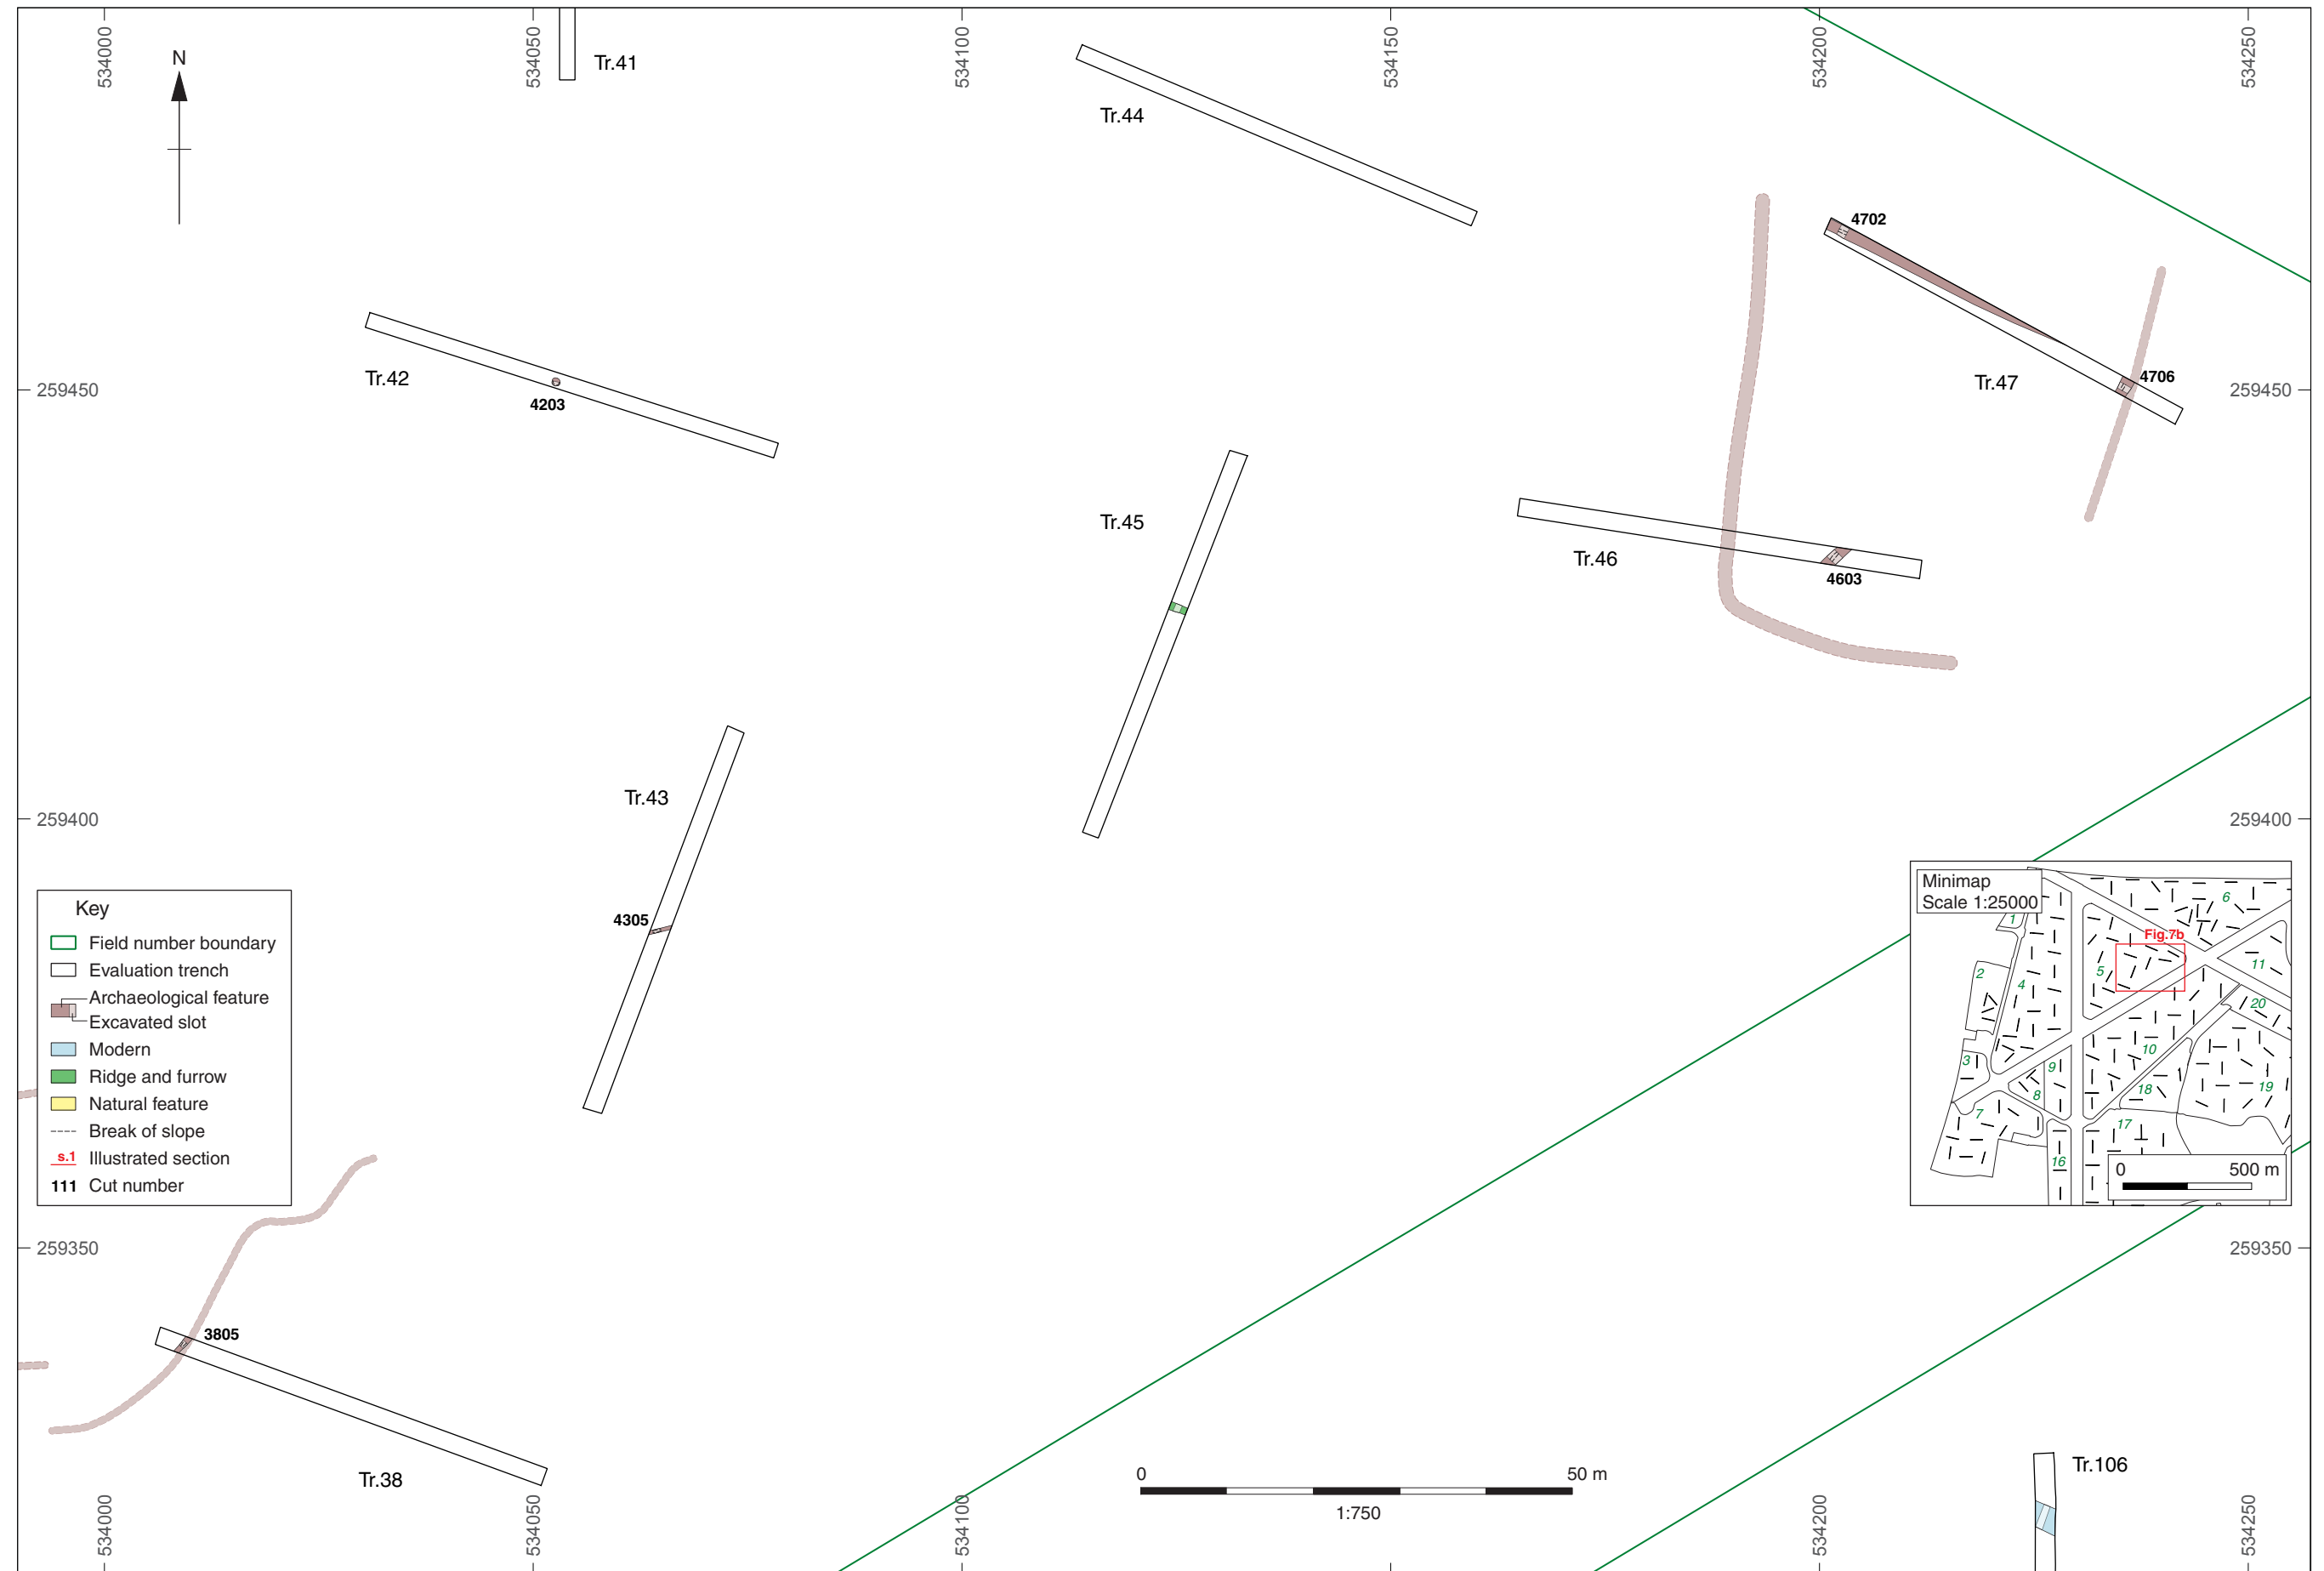 534000
534050
534100
534150
534200
534250
N
Tr.41
Tr.44
4702
Tr.42
4203
Tr.47
4706
259450
259450
Tr.45
Tr.46
4603
Tr.43
4305
259400
259400
Key
Field number boundary
Evaluation trench
Archaeological feature
Excavated slot
Modern
Ridge and furrow
Natural feature
Break of slope
s.1 Illustrated section
111 Cut number
Minimap
Scale 1:25000
Fig.7b
1
2
3
4
5
6
7
8
9
10
11
16
17
18
19
20
0 500 m
259350
259350
3805
Tr.38
0 50 m
1:750
Tr.106
534000
534050
534100
534200
534250